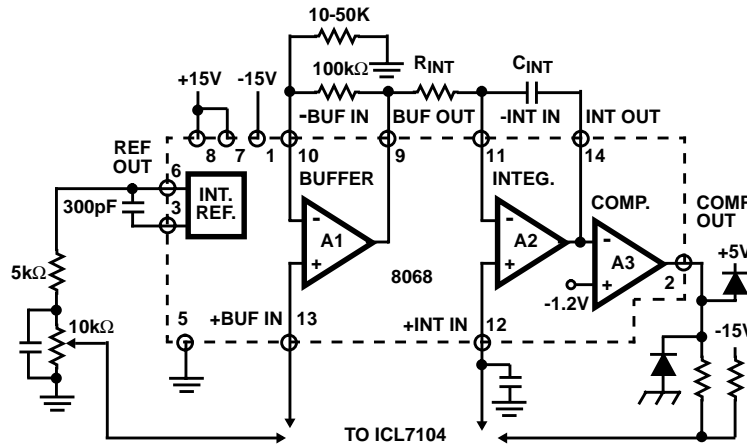 10-50K
100kΩ
RINT
CINT
+15V
-15V
-BUF IN
BUF OUT
-INT IN
INT OUT
REF
OUT
8
7
1
10
9
11
14
6
3
INT.
REF.
300pF
BUFFER
INTEG.
COMP.
COMP
OUT
-
A1
+
-
A2
+
-
A3
+
8068
-1.2V
2
+5V
5kΩ
10kΩ
5
+BUF IN
13
+INT IN
12
-15V
TO ICL7104